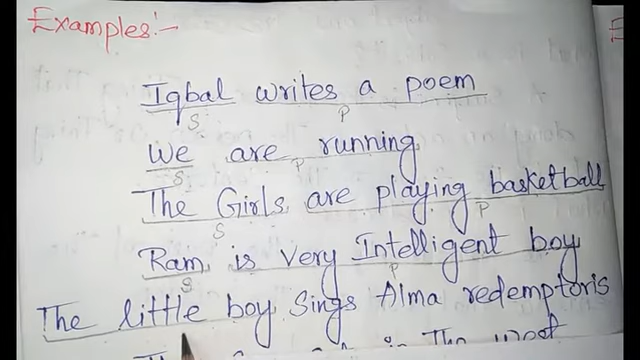 Examples:-
Iqbal writes a poem
S P
We are running
S P
The Girls are playing basketball
S P
Ram is very Intelligent boy
S P
The little boy Sings Alma redemptoris